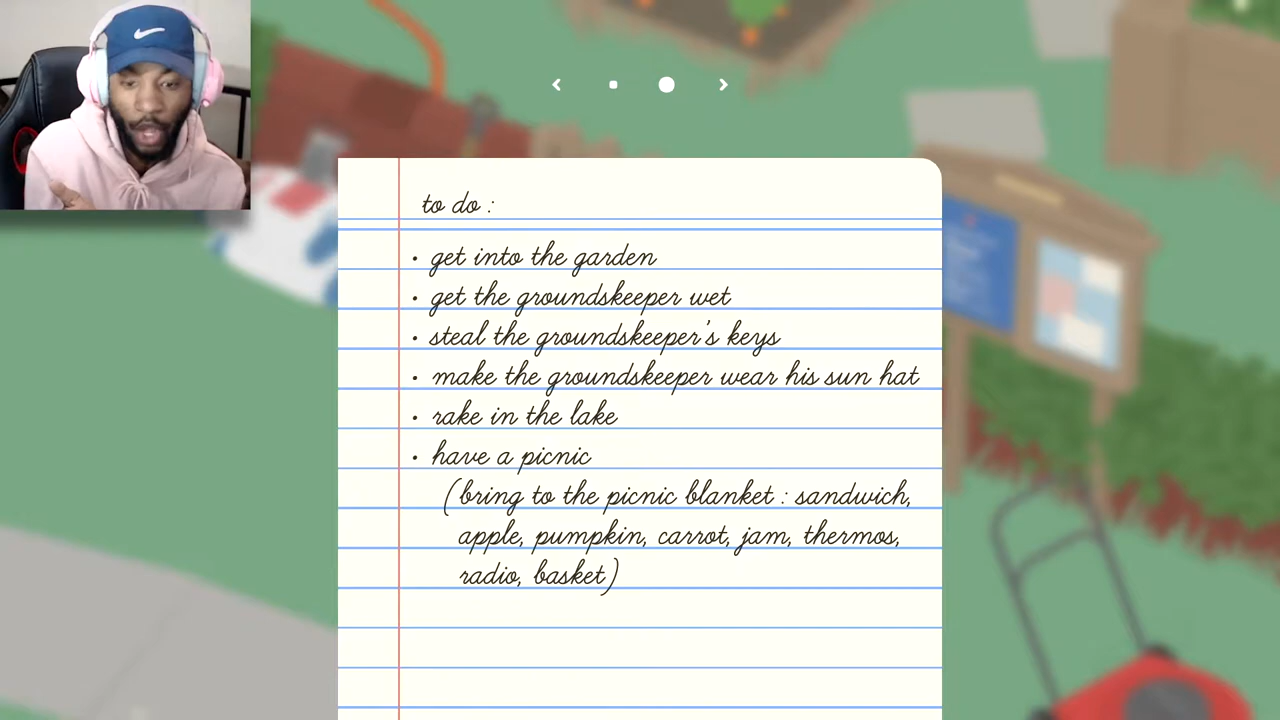 to do :
• get into the garden
• get the groundskeeper wet
• steal the groundskeeper's keys
• make the groundskeeper wear his sun hat
• rake in the lake
• have a picnic
(bring to the picnic blanket : sandwich,
apple, pumpkin, carrot, jam, thermos,
radio, basket)